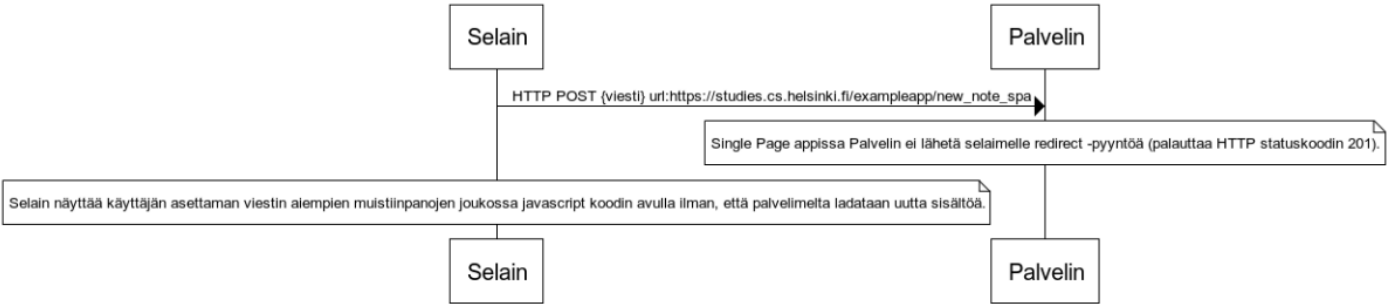 Selain
Palvelin
HTTP POST {viesti} url:https://studies.cs.helsinki.fi/exampleapp/new_note_spa
Single Page appissa Palvelin ei lähetä selaimelle redirect -pyyntöä (palauttaa HTTP statuskoodin 201).
Selain näyttää käyttäjän asettaman viestin aiempien muistiinpanojen joukossa javascript koodin avulla ilman, että palvelimelta ladataan uutta sisältöä.
Selain
Palvelin